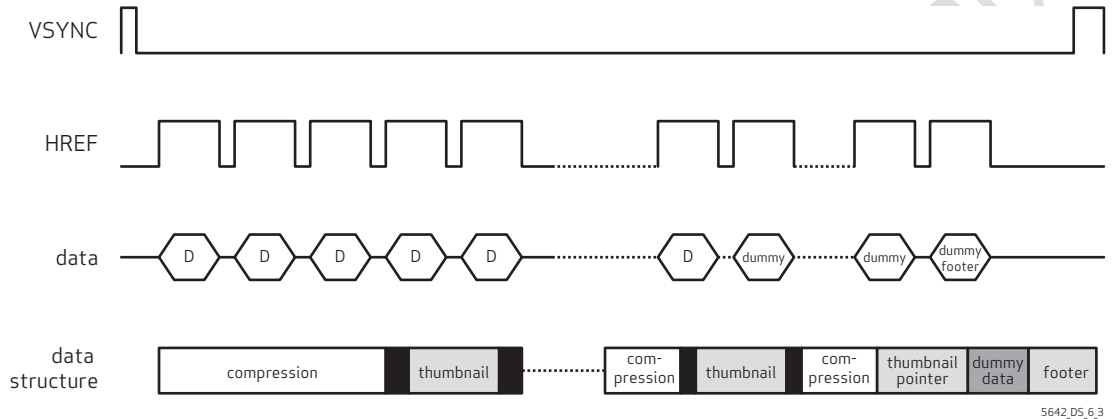 VSYNC
HREF
data
D
D
D
D
D
D
dummy
dummy
dummy
footer
data
structure
compression
thumbnail
com-
pression
thumbnail
com-
pression
thumbnail
pointer
dummy
data
footer
5642_DS_6_3